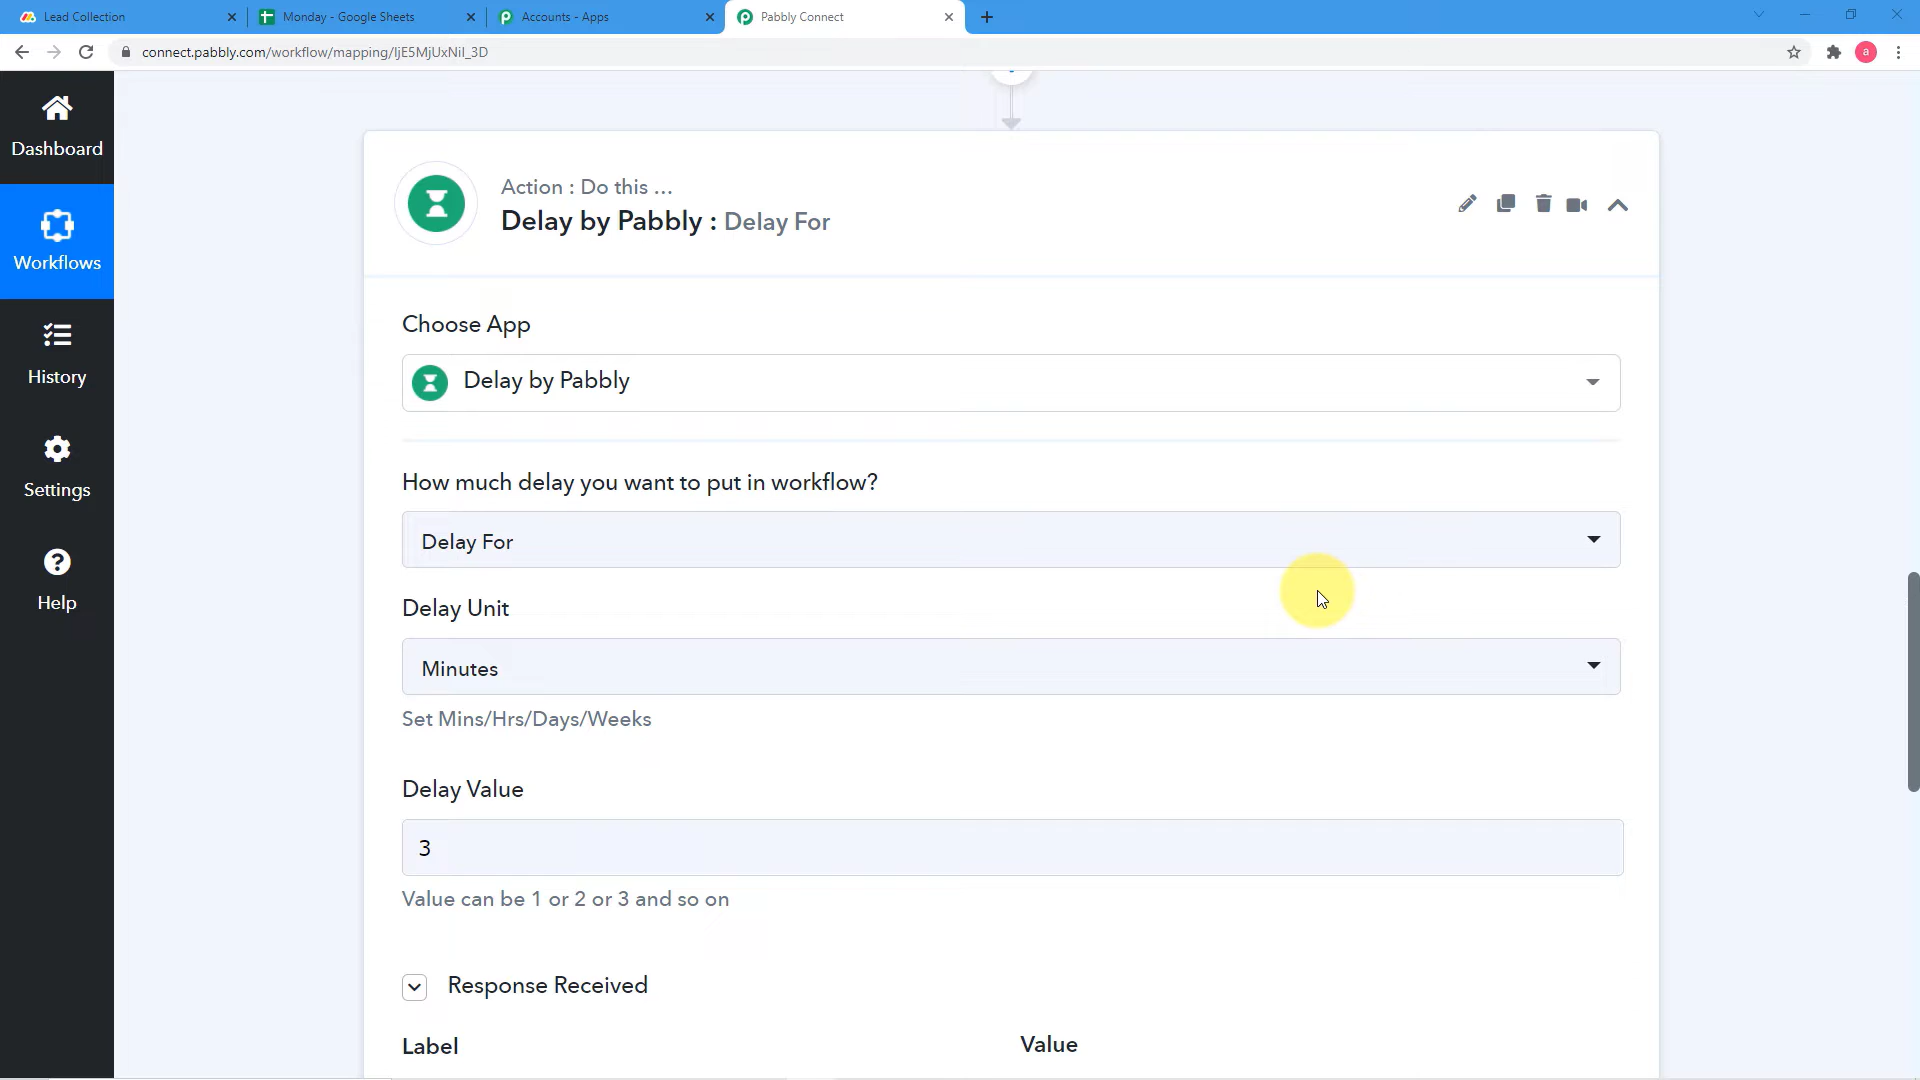 Lead Collection
Monday - Google Sheets
Accounts - Apps
Pabbly Connect
connect.pabbly.com/workflow/mapping/IjE5MjUxNiI_3D
a
Dashboard
Workflows
History
Settings
Help
Action : Do this ...
Delay by Pabbly : Delay For
Choose App
Delay by Pabbly
How much delay you want to put in workflow?
Delay For
Delay Unit
Minutes
Set Mins/Hrs/Days/Weeks
Delay Value
3
Value can be 1 or 2 or 3 and so on
Response Received
Label Value